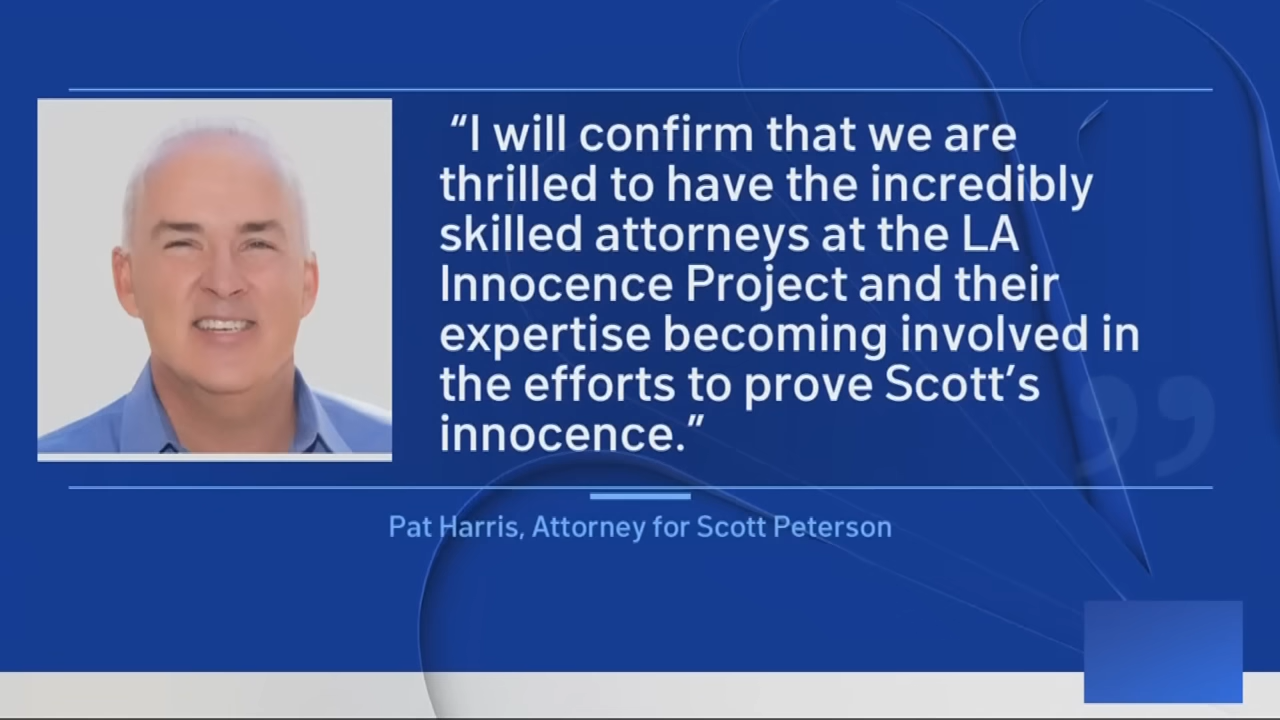 “I will confirm that we are
thrilled to have the incredibly
skilled attorneys at the LA
Innocence Project and their
expertise becoming involved in
the efforts to prove Scott’s
innocence.”
Pat Harris, Attorney for Scott Peterson